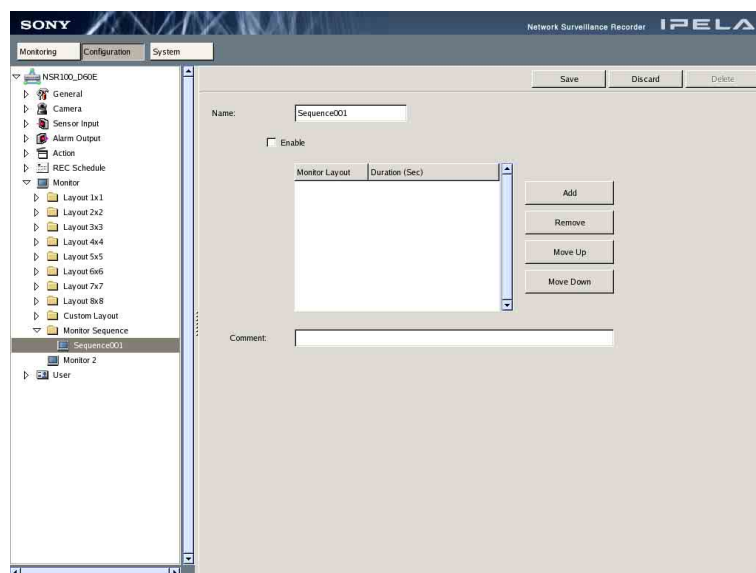 SONY
Network Surveillance Recorder IPELA
Monitoring Configuration System
NSR100_D60E
General
Camera
Sensor Input
Alarm Output
Action
REC Schedule
Monitor
Layout 1x1
Layout 2x2
Layout 3x3
Layout 4x4
Layout 5x5
Layout 6x6
Layout 7x7
Layout 8x8
Custom Layout
Monitor Sequence
Sequence001
Monitor 2
User
Save Discard Delete
Name: Sequence001
Enable
Monitor Layout Duration (Sec)
Add
Remove
Move Up
Move Down
Comment: